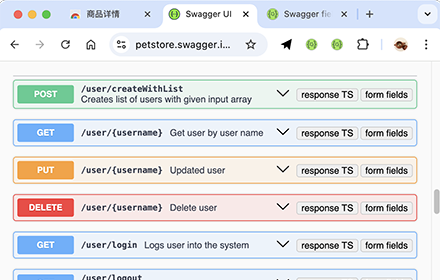 商品详情
Swagger UI
Swagger fie
petstore.swagger.i...
POST /user/createWithList
Creates list of users with given input array
response TS form fields
GET /user/{username} Get user by user name response TS form fields
PUT /user/{username} Updated user response TS form fields
DELETE /user/{username} Delete user response TS form fields
GET /user/login Logs user into the system response TS form fields
/user/logout